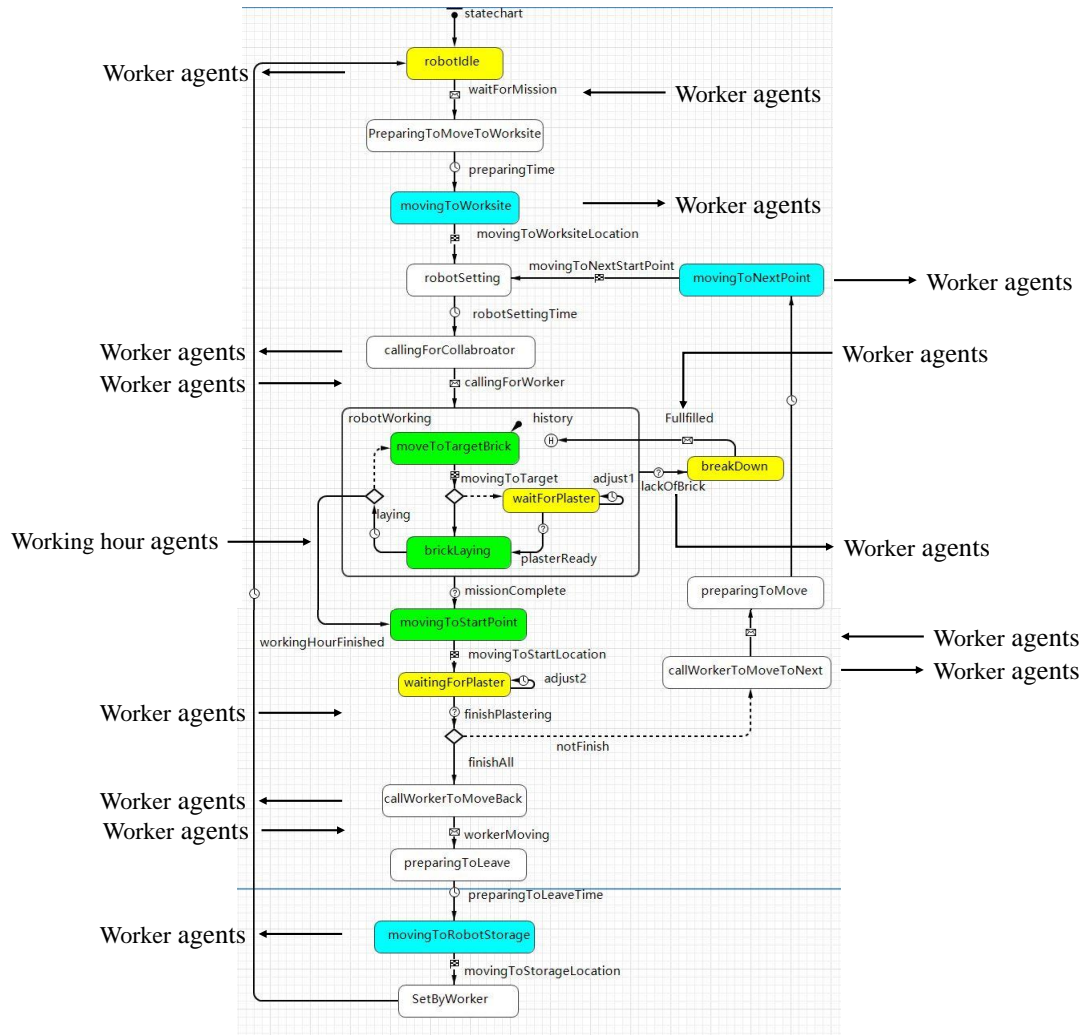 statechart
robotIdle
Worker agents
waitForMission
Worker agents
PreparingToMoveToWorksite
preparingTime
movingToWorksite
Worker agents
movingToWorksiteLocation
movingToNextStartPoint
robotSetting
movingToNextPoint
Worker agents
robotSettingTime
Worker agents
callingForCollabroator
Worker agents
Worker agents
callingForWorker
robotWorking
history
Fullfilled
moveToTargetBrick
H
breakDown
movingToTarget
adjust1
lackOfBrick
waitForPlaster
laying
Working hour agents
brickLaying
plasterReady
Worker agents
missionComplete
preparingToMove
movingToStartPoint
workingHourFinished
Worker agents
movingToStartLocation
callWorkerToMoveToNext
Worker agents
waitingForPlaster
adjust2
Worker agents
finishPlastering
notFinish
finishAll
Worker agents
callWorkerToMoveBack
Worker agents
workerMoving
preparingToLeave
preparingToLeaveTime
Worker agents
movingToRobotStorage
movingToStorageLocation
SetByWorker